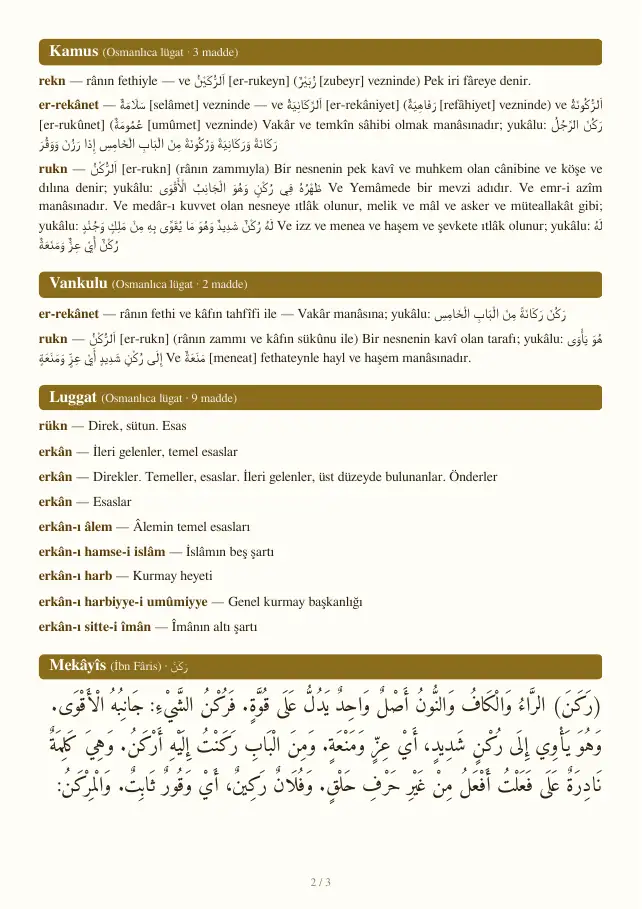 Kamus (Osmanlıca lügat · 3 madde)
rekn — rânın fethiyle — ve اَلرُّكَيْنُ [er-rukeyn] (زُبَيْرٌ [zubeyr] vezninde) Pek iri fâreye denir.
er-rekânet — سَلَامَةٌ [selâmet] vezninde — ve اَلرَّكَانِيَةُ [er-rekâniyet] (رَفَاهِيَةٌ [refâhiyet] vezninde) ve اَلرُّكُونَةُ
[er-rukûnet] (عُمُومَةٌ [umûmet] vezninde) Vakâr ve temkîn sâhibi olmak manâsınadır; yukâlu: رَكُنَ الرَّجُلُ
رَكَانَةً وَرَكَانِيَةً وَرُكُونَةً مِنَ الْبَابِ الْخَامِسِ إِذَا رَزُنَ وَوَقُرَ
rukn — اَلرُّكْنُ [er-rukn] (rânın zammıyla) Bir nesnenin pek kavî ve muhkem olan cânibine ve köşe ve
dılına denir; yukâlu: ظَهْرُهُ فِي رُكْنٍ وَهُوَ الْجَانِبُ الْأَقْوَى Ve Yemâmede bir mevzi adıdır. Ve emr-i azîm
manâsınadır. Ve medâr-ı kuvvet olan nesneye ıtlâk olunur, melik ve mâl ve asker ve müteallakât gibi;
yukâlu: لَهُ رُكْنٌ شَدِيدٌ وَهُوَ مَا يُقَوَّى بِهِ مِنْ مَلِكٍ وَجُنْدٍ Ve izz ve menea ve haşem ve şevkete ıtlâk olunur; yukâlu: لَهُ
رُكْنٌ أَيْ عِزٌّ وَمَنَعَةٌ
Vankulu (Osmanlıca lügat · 2 madde)
er-rekânet — rânın fethi ve kâfın tahfîfi ile — Vakâr manâsına; yukâlu: رَكُنَ رَكَانَةً مِنَ الْبَابِ الْخَامِسِ
rukn — اَلرُّكْنُ [er-rukn] (rânın zammı ve kâfın sükûnu ile) Bir nesnenin kavî olan tarafı; yukâlu: هُوَ يَأْوَى
إِلَى رُكْنٍ شَدِيدٍ أَيْ عِزٍّ وَمَنَعَةٍ Ve مَنَعَةٌ [meneat] fethateynle hayl ve haşem manâsınadır.
Luggat (Osmanlıca lügat · 9 madde)
rükn — Direk, sütun. Esas
erkân — İleri gelenler, temel esaslar
erkân — Direkler. Temeller, esaslar. İleri gelenler, üst düzeyde bulunanlar. Önderler
erkân — Esaslar
erkân-ı âlem — Âlemin temel esasları
erkân-ı hamse-i islâm — İslâmın beş şartı
erkân-ı harb — Kurmay heyeti
erkân-ı harbiyye-i umûmiyye — Genel kurmay başkanlığı
erkân-ı sitte-i îmân — Îmânın altı şartı
Mekâyîs (İbn Fâris) · رَكَنَ
(رَكَنَ) الرَّاءُ وَالْكَافُ وَالنُّونُ أَصْلٌ وَاحِدٌ يَدُلُّ عَلَى قُوَّةٍ. فَرُكْنُ الشَّيْءِ: جَانِبُهُ الْأَقْوَى.
وَهُوَ يَأْوِي إِلَى رُكْنٍ شَدِيدٍ، أَيْ عِزٍّ وَمَنَعَةٍ. وَمِنَ الْبَابِ رَكَنْتُ إِلَيْهِ أَرْكَنُ. وَهِيَ كَلِمَةٌ
نَادِرَةٌ عَلَى فَعَلْتُ أَفْعَلُ مِنْ غَيْرِ حَرْفِ حَلْقٍ. وَفُلَانٌ رَكِينٌ، أَيْ وَقُورٌ ثَابِتٌ. وَالْمِرْكَنُ:
2 / 3